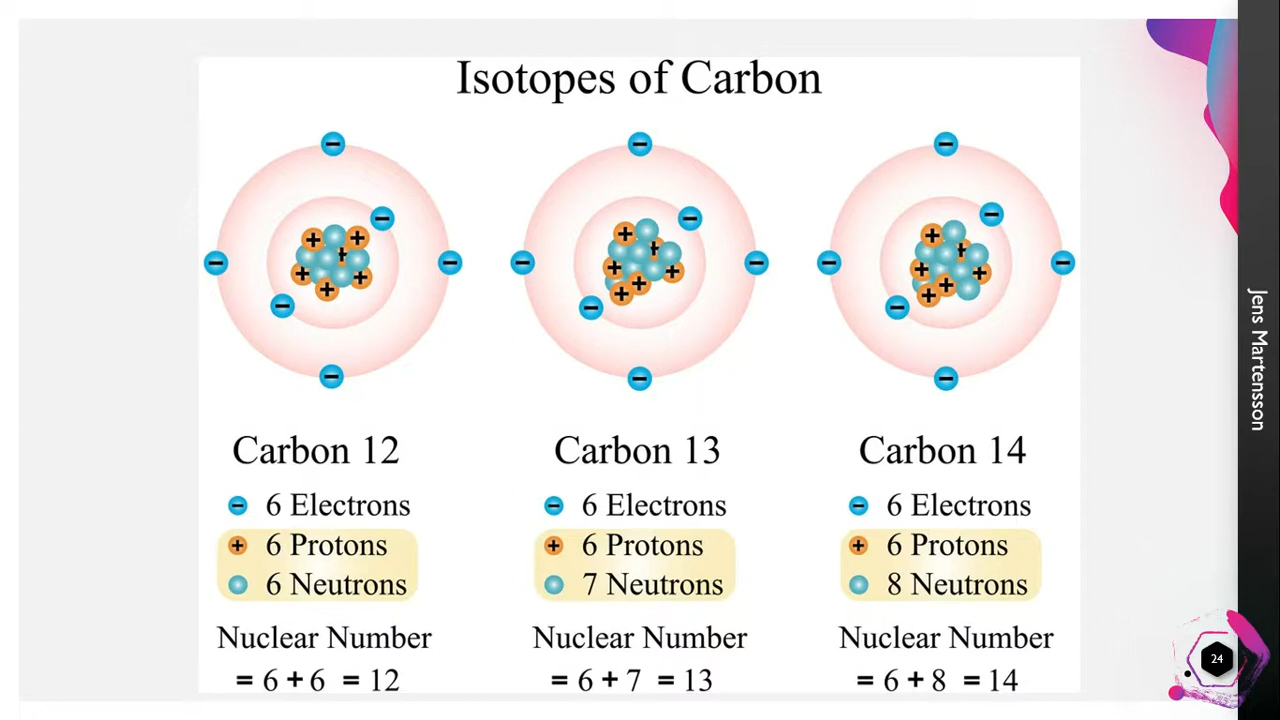 Isotopes of Carbon
Carbon 12
6 Electrons
6 Protons
6 Neutrons
Nuclear Number
= 6 + 6 = 12
Carbon 13
6 Electrons
6 Protons
7 Neutrons
Nuclear Number
= 6 + 7 = 13
Carbon 14
6 Electrons
6 Protons
8 Neutrons
Nuclear Number
= 6 + 8 = 14
Jens Martensson
24